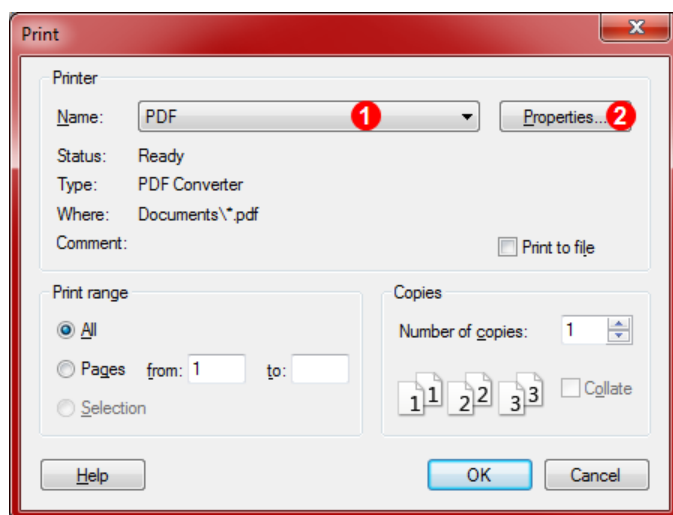 Print
Printer
Name: PDF 1 Properties... 2
Status: Ready
Type: PDF Converter
Where: Documents\*.pdf
Comment:
Print to file
Print range
All
Pages from: 1 to:
Selection
Copies
Number of copies: 1
1 1 2 2 3 3
Collate
Help
OK
Cancel